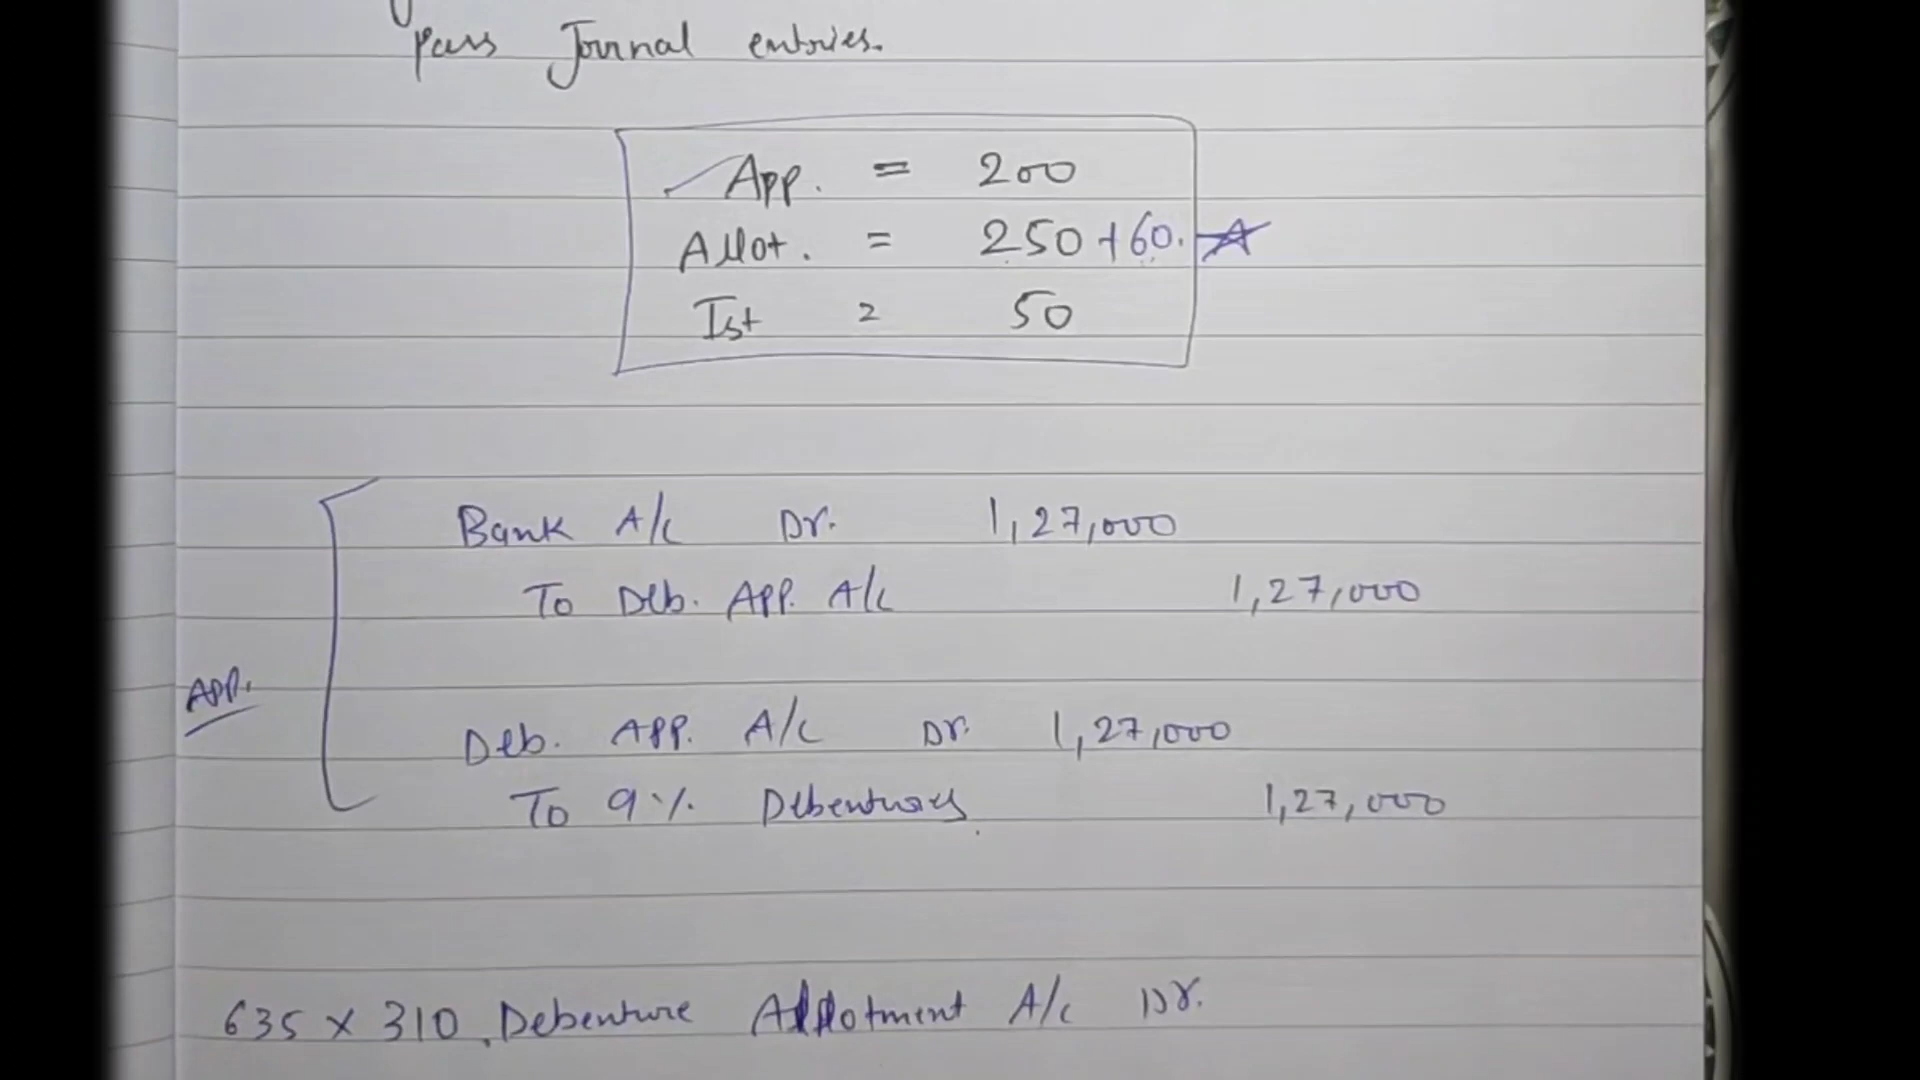 Pass Journal entries.
App. = 200
Allot. = 250 + 60.
Ist = 50
Bank A/c Dr. 1,27,000
To Deb. App. A/c 1,27,000
App.
Deb. App. A/c Dr. 1,27,000
To 9% Debentures 1,27,000
635 x 310 Debenture Allotment A/c Dr.